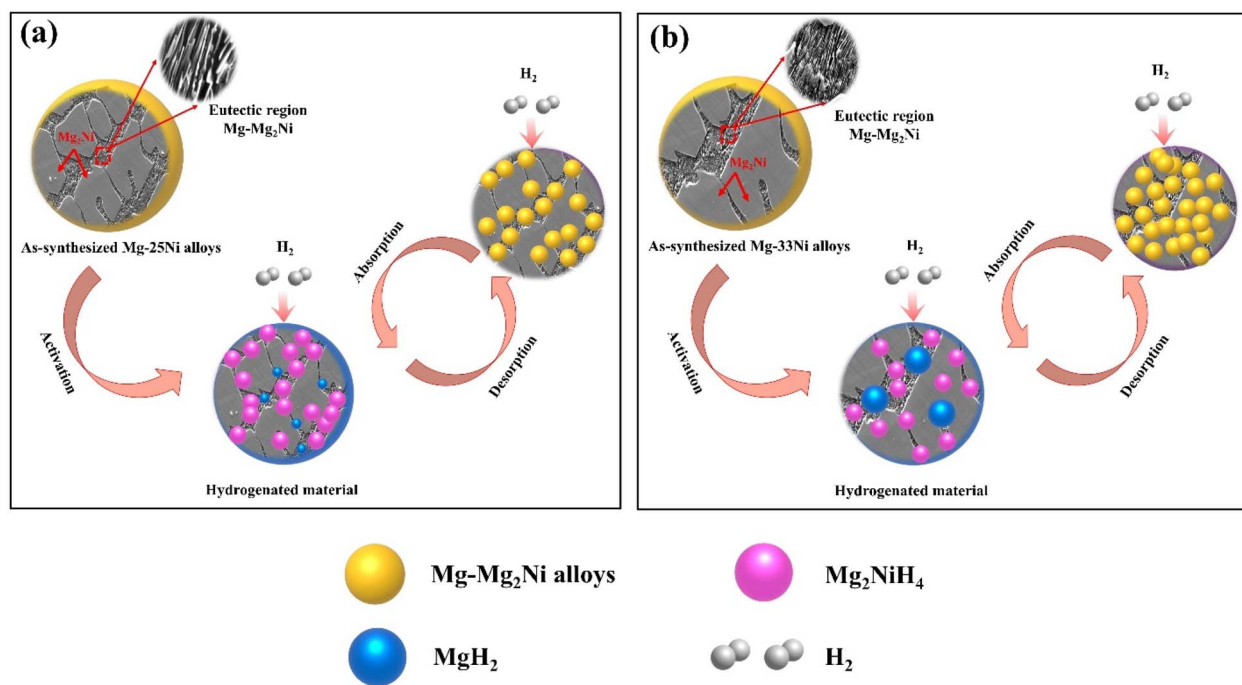 (a)
H₂
Eutectic region
Mg-Mg₂Ni
Mg₂Ni
As-synthesized Mg-25Ni alloys
H₂
Absorption
Activation
Desorption
Hydrogenated material
(b)
H₂
Eutectic region
Mg-Mg₂Ni
Mg₂Ni
As-synthesized Mg-33Ni alloys
H₂
Absorption
Activation
Desorption
Hydrogenated material
Mg-Mg₂Ni alloys
Mg₂NiH₄
MgH₂
H₂